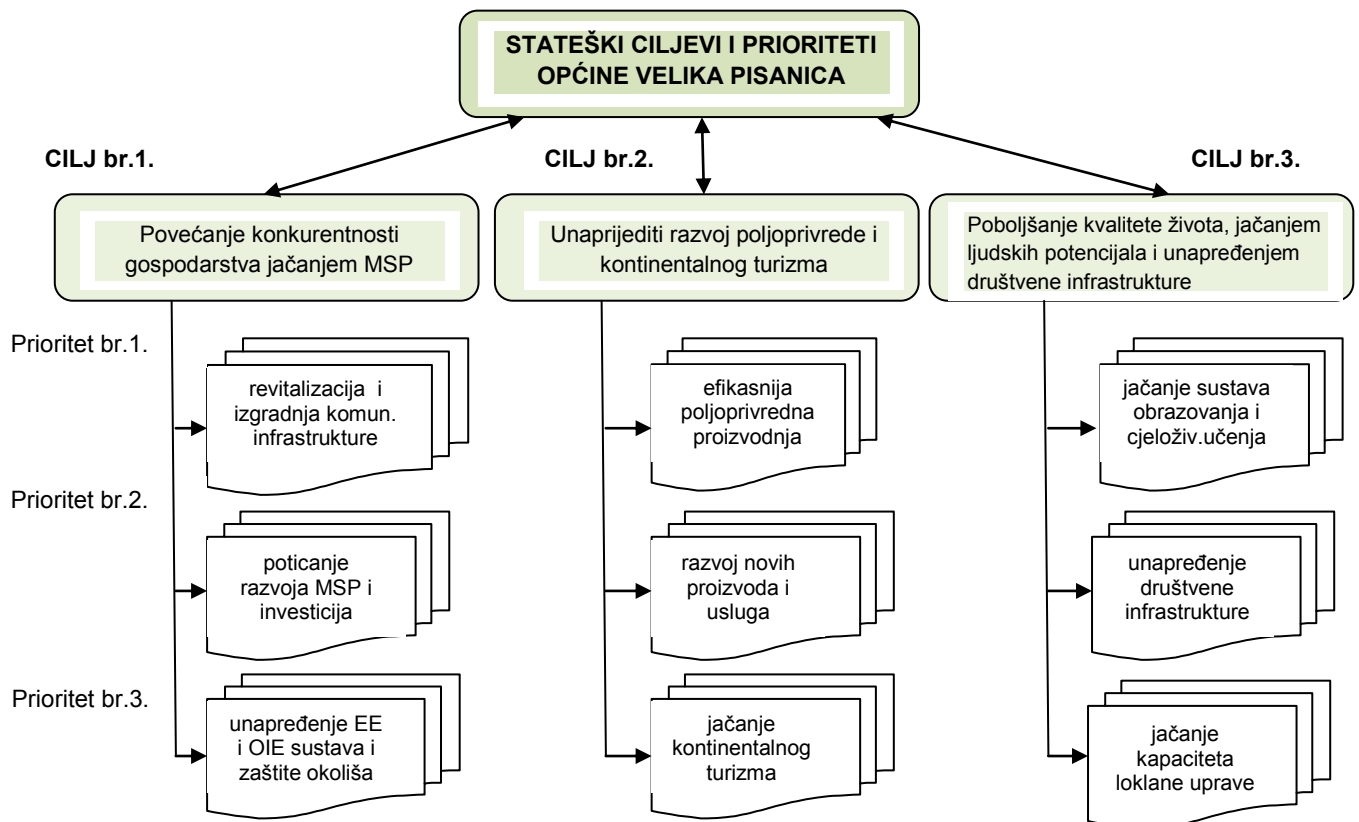 STATEŠKI CILJEVI I PRIORITETI
OPĆINE VELIKA PISANICA
CILJ br.1.
CILJ br.2.
CILJ br.3.
Povećanje konkurentnosti
gospodarstva jačanjem MSP
Unaprijediti razvoj poljoprivrede i
kontinentalnog turizma
Poboljšanje kvalitete života, jačanjem
ljudskih potencijala i unapređenjem
društvene infrastrukture
Prioritet br.1.
revitalizacija i
izgradnja komun.
infrastrukture
efikasnija
poljoprivredna
proizvodnja
jačanje sustava
obrazovanja i
cjeloživ.učenja
Prioritet br.2.
poticanje
razvoja MSP i
investicija
razvoj novih
proizvoda i
usluga
unapređenje
društvene
infrastrukture
Prioritet br.3.
unapređenje EE
i OIE sustava i
zaštite okoliša
jačanje
kontinentalnog
turizma
jačanje
kapaciteta
loklane uprave